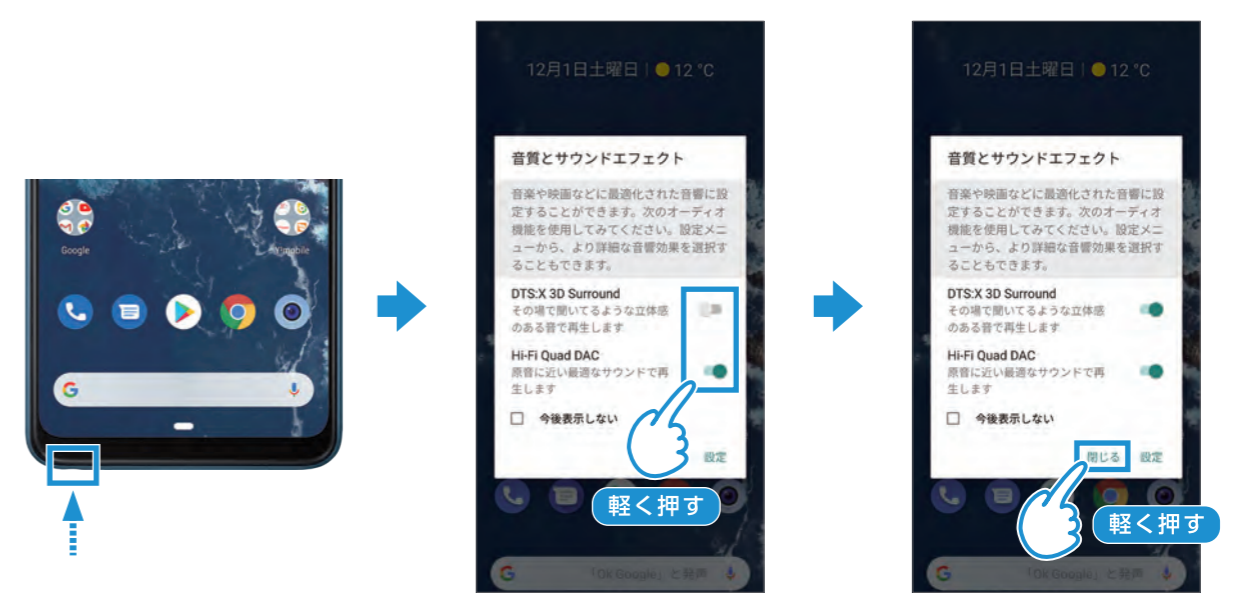 Google
Y!mobile
12月1日土曜日 | 12 °C
音質とサウンドエフェクト
音楽や映画などに最適化された音響に設
定することができます。次のオーディオ
機能を使用してみてください。設定メニ
ューから、より詳細な音響効果を選択す
ることもできます。
DTS:X 3D Surround
その場で聞いてるような立体感
のある音で再生します
Hi-Fi Quad DAC
原音に近い最適なサウンドで再
生します
今後表示しない
設定
軽く押す
「OK Google」と発声
12月1日土曜日 | 12 °C
音質とサウンドエフェクト
音楽や映画などに最適化された音響に設
定することができます。次のオーディオ
機能を使用してみてください。設定メニ
ューから、より詳細な音響効果を選択す
ることもできます。
DTS:X 3D Surround
その場で聞いてるような立体感
のある音で再生します
Hi-Fi Quad DAC
原音に近い最適なサウンドで再
生します
今後表示しない
閉じる 設定
軽く押す
「OK Google」と発声